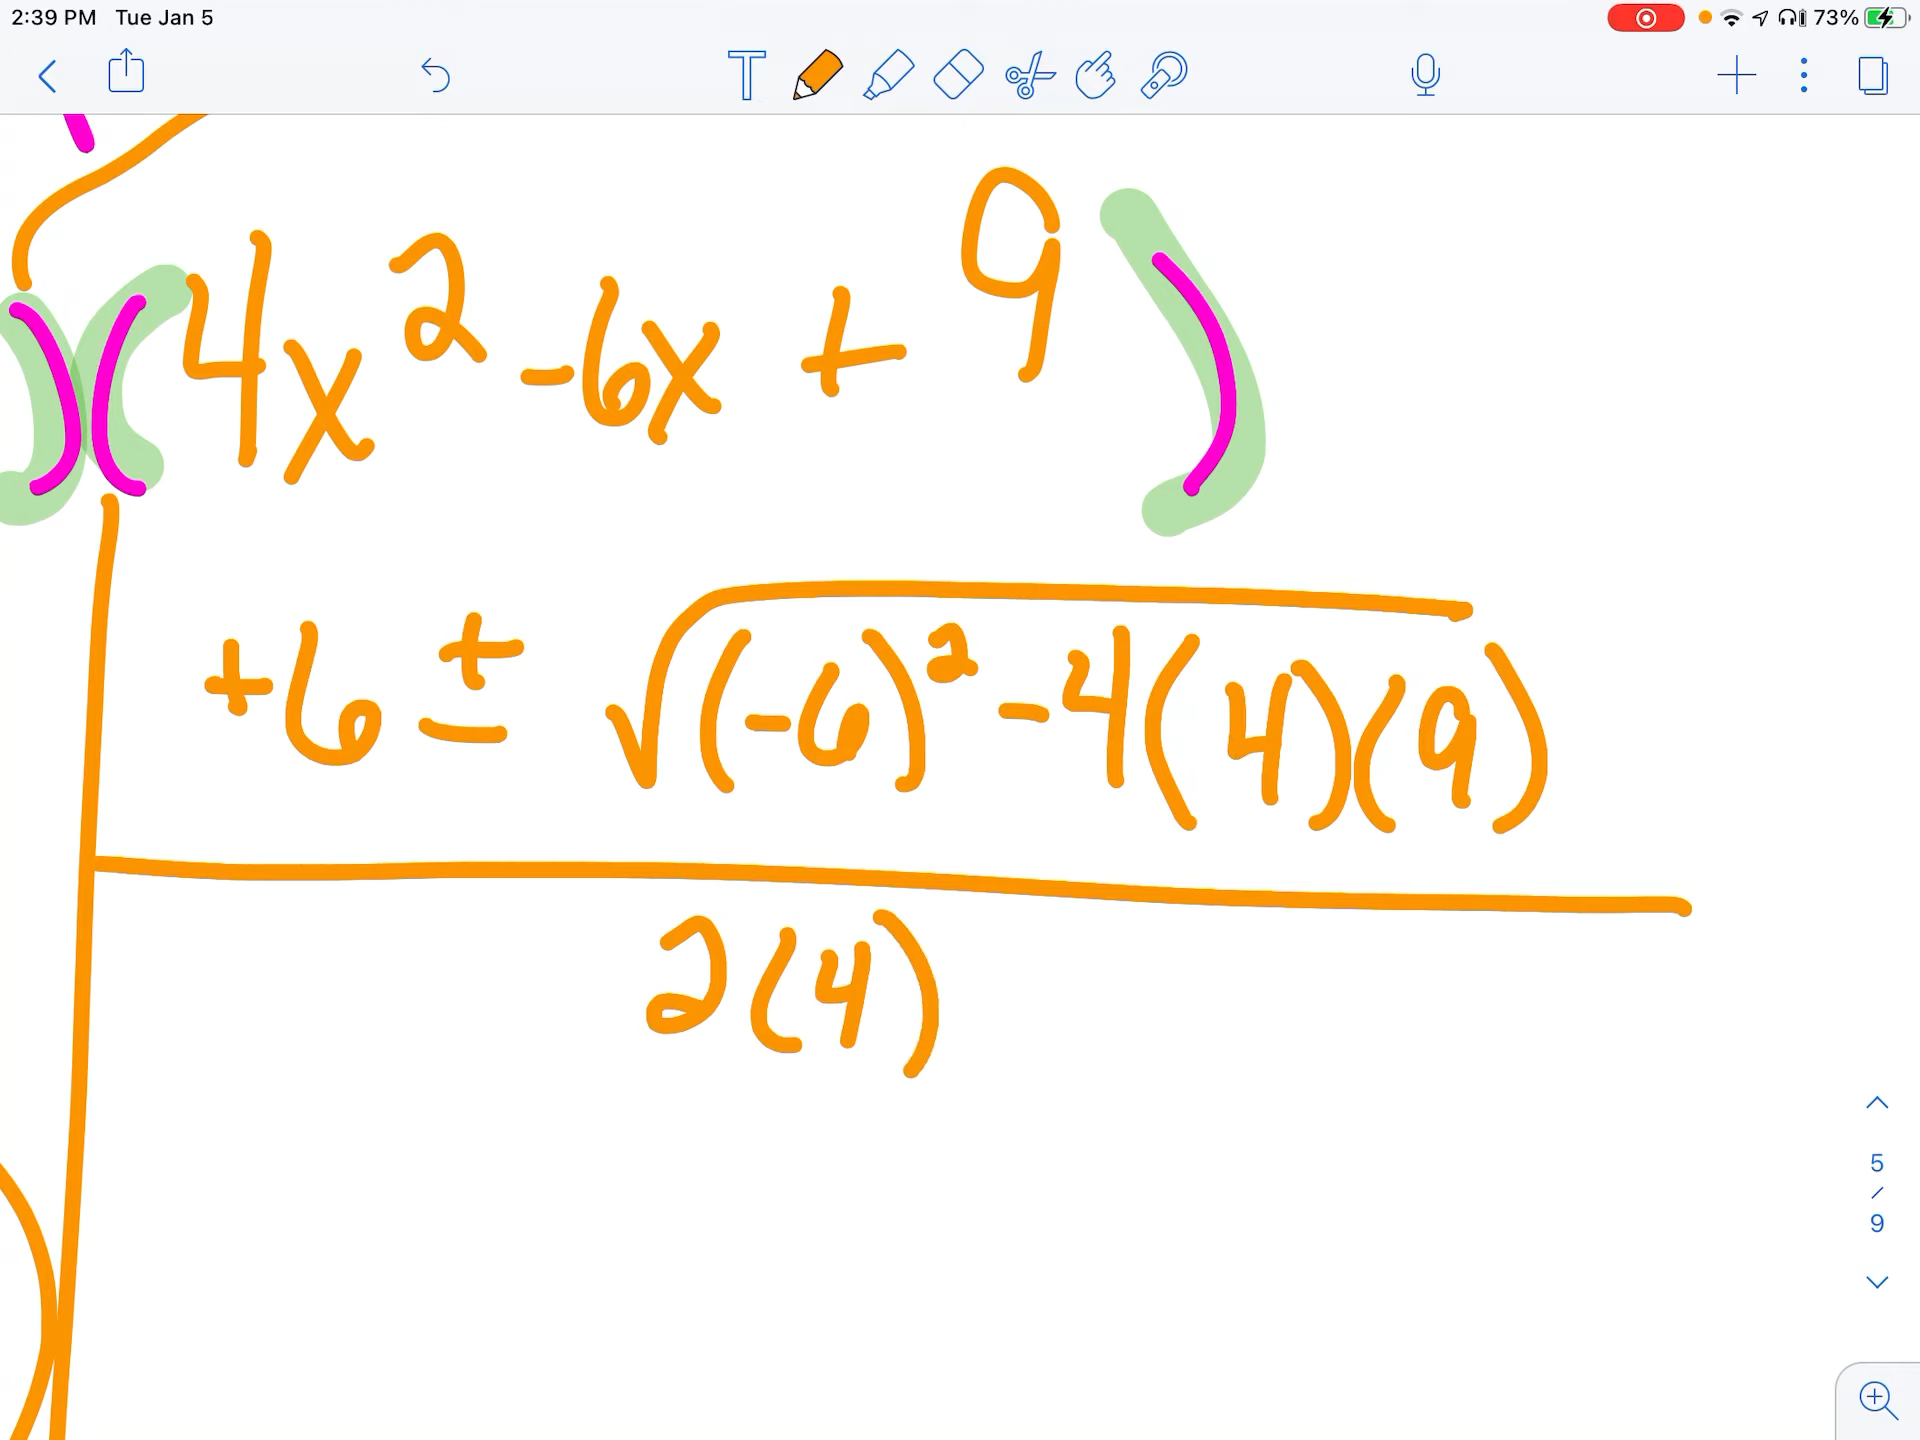 2:39 PM Tue Jan 5 73%
T
)(4x² -6x + 9)
+6 ± √(-6)² -4(4)(9)
2(4)
5
/
9